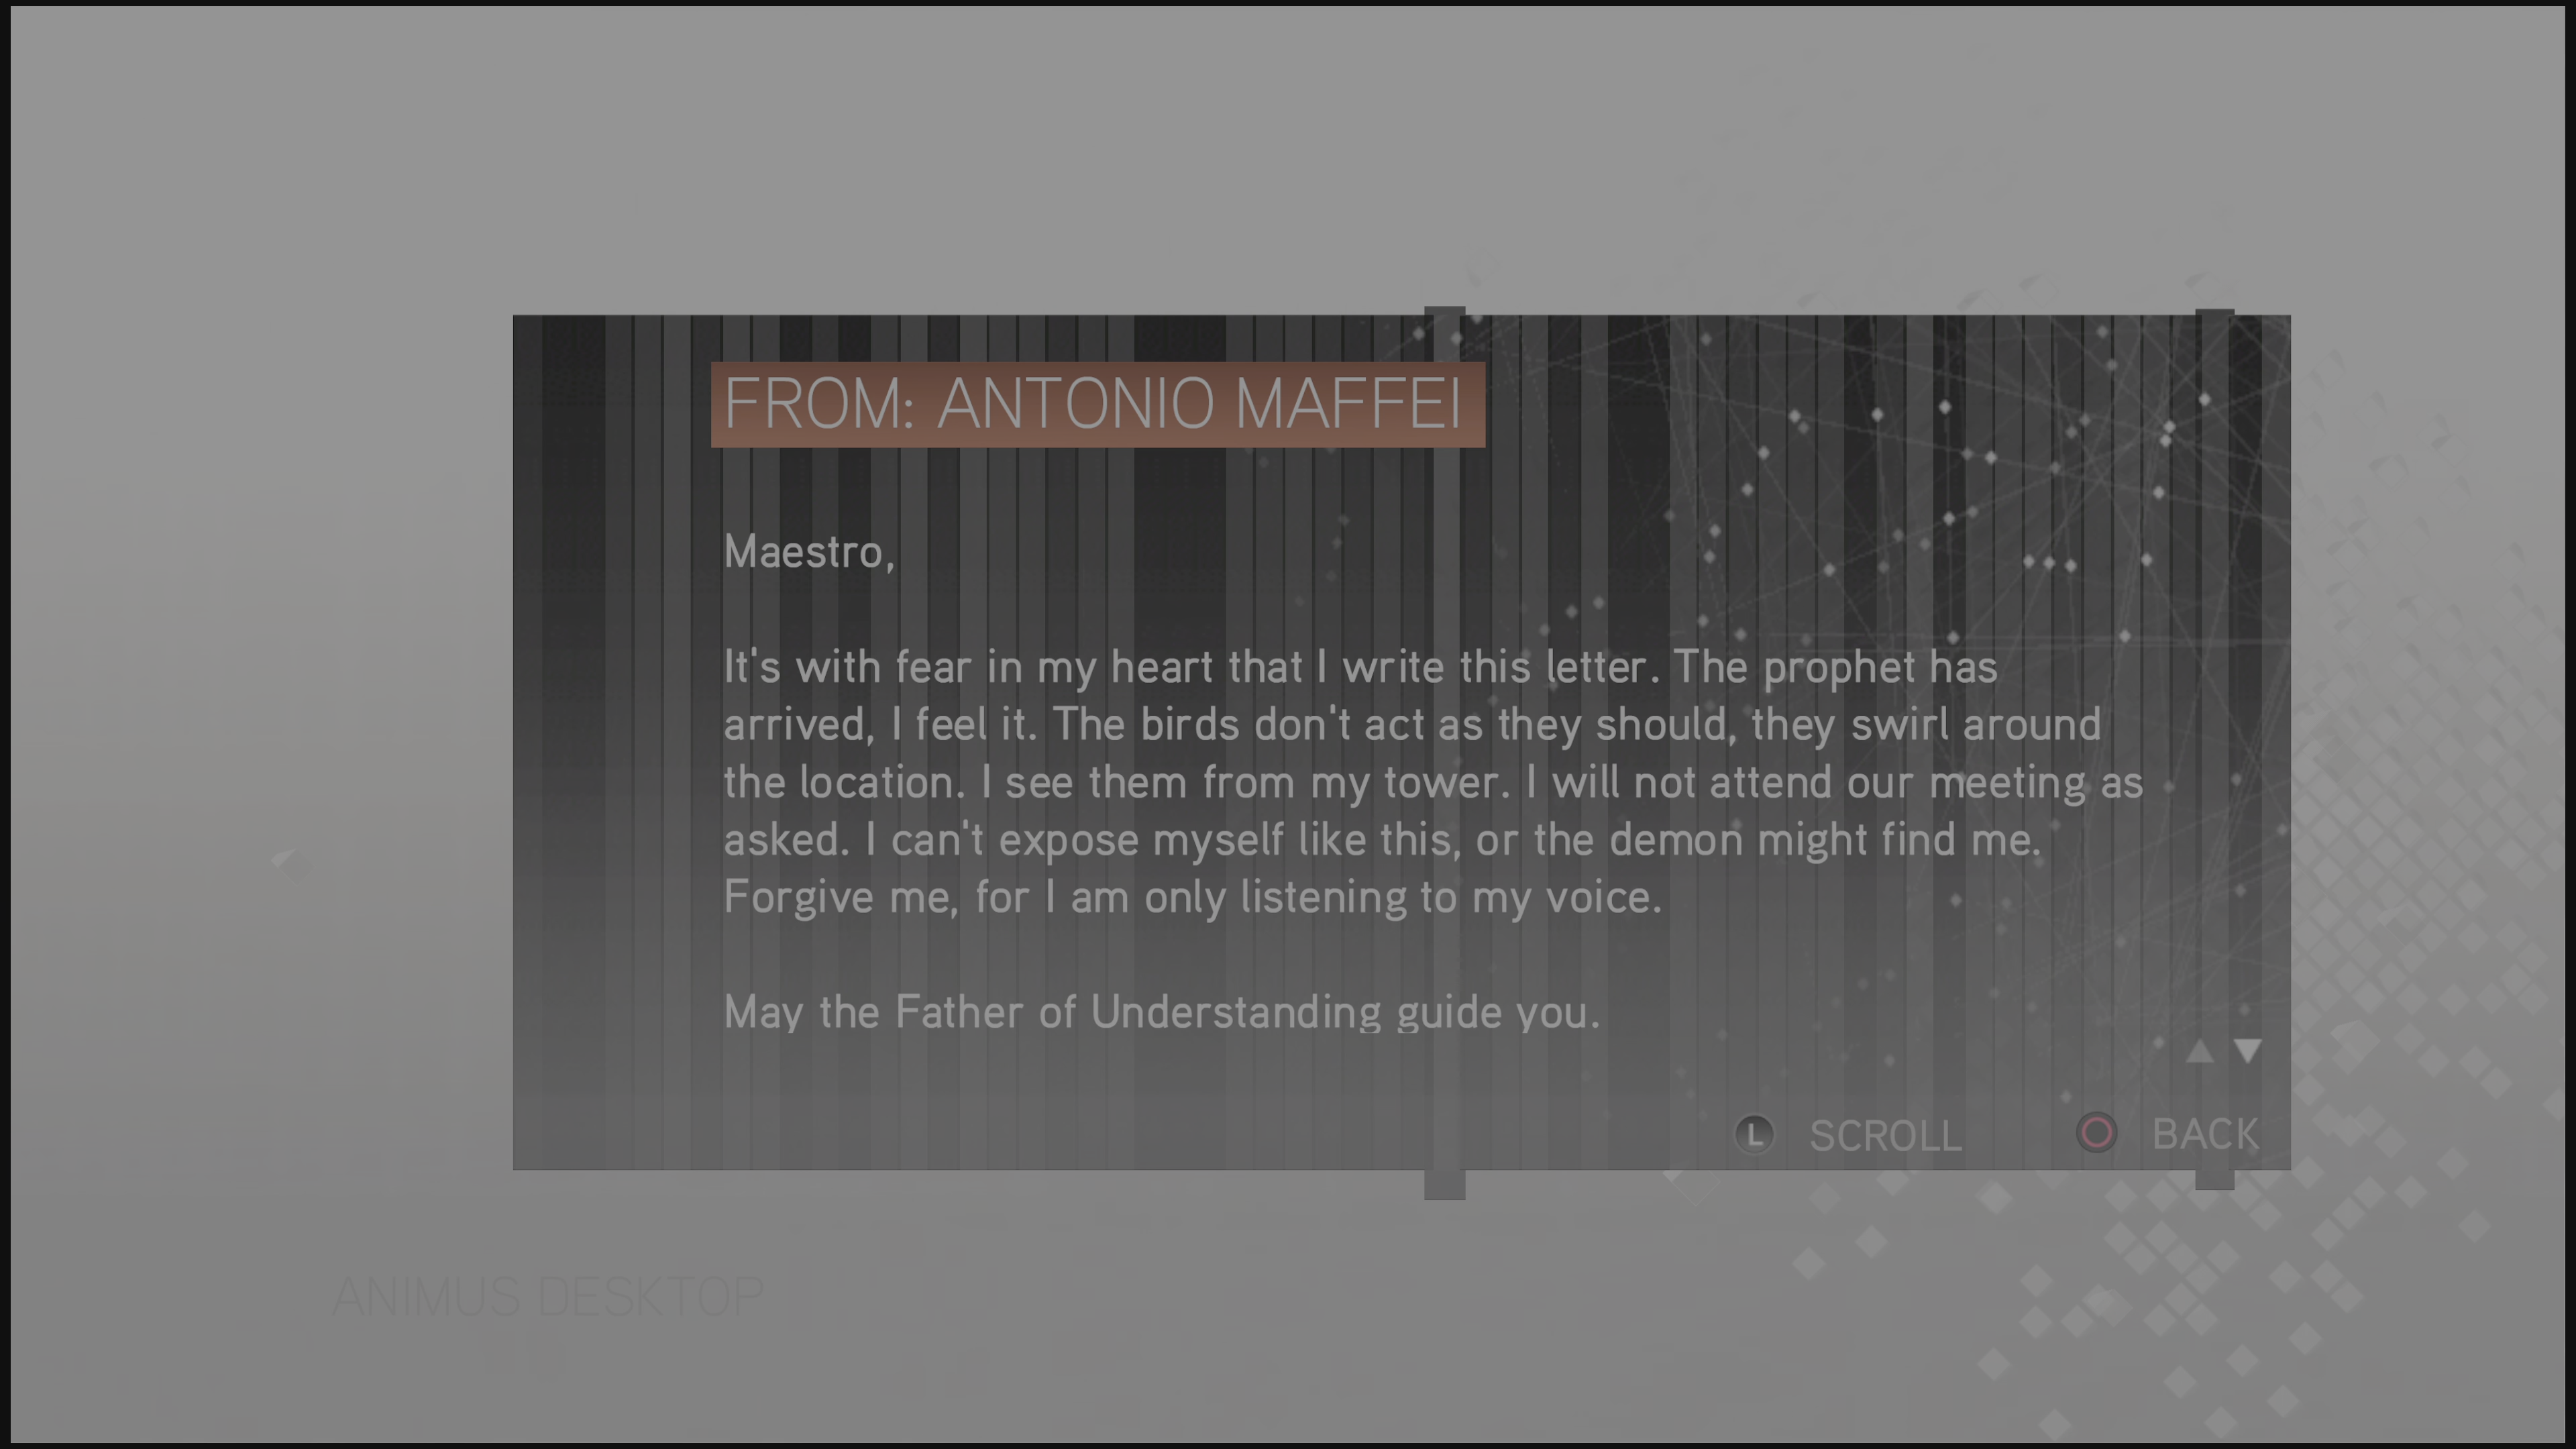 FROM: ANTONIO MAFFEI
Maestro,
It's with fear in my heart that I write this letter. The prophet has
arrived, I feel it. The birds don't act as they should, they swirl around
the location. I see them from my tower. I will not attend our meeting as
asked. I can't expose myself like this, or the demon might find me.
Forgive me, for I am only listening to my voice.
May the Father of Understanding guide you.
L SCROLL BACK
ANIMUS DESKTOP